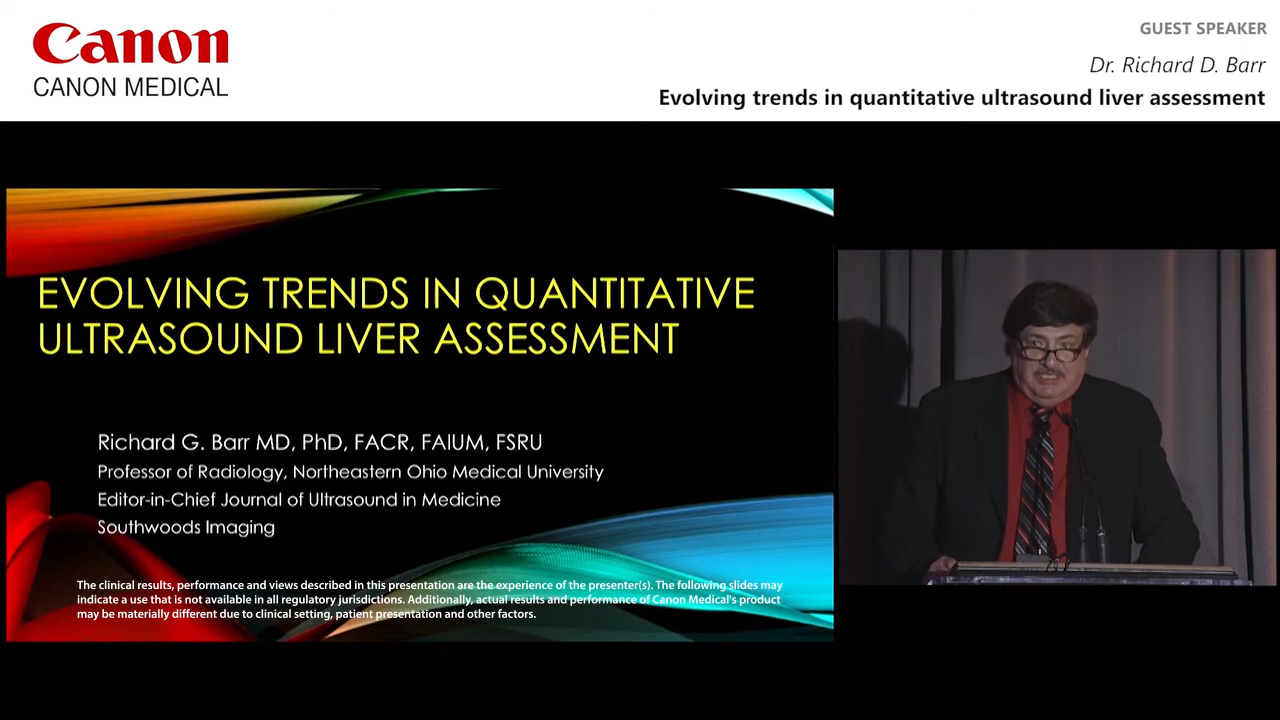 Canon
CANON MEDICAL
GUEST SPEAKER
Dr. Richard D. Barr
Evolving trends in quantitative ultrasound liver assessment
EVOLVING TRENDS IN QUANTITATIVE
ULTRASOUND LIVER ASSESSMENT
Richard G. Barr MD, PhD, FACR, FAIUM, FSRU
Professor of Radiology, Northeastern Ohio Medical University
Editor-in-Chief Journal of Ultrasound in Medicine
Southwoods Imaging
The clinical results, performance and views described in this presentation are the experience of the presenter(s). The following slides may
indicate a use that is not available in all regulatory jurisdictions. Additionally, actual results and performance of Canon Medical's product
may be materially different due to clinical setting, patient presentation and other factors.